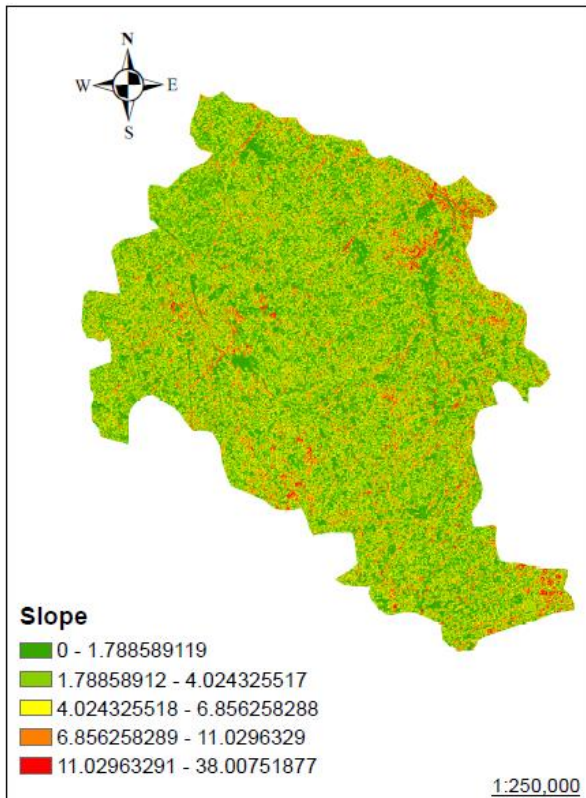 N
W E
S
Slope
0 - 1.788589119
1.78858912 - 4.024325517
4.024325518 - 6.856258288
6.856258289 - 11.0296329
11.02963291 - 38.00751877
1:250,000